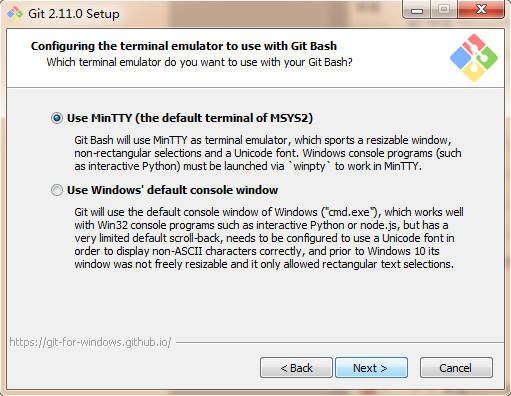 Git 2.11.0 Setup
Configuring the terminal emulator to use with Git Bash
Which terminal emulator do you want to use with your Git Bash?
Use MinTTY (the default terminal of MSYS2)
Git Bash will use MinTTY as terminal emulator, which sports a resizable window,
non-rectangular selections and a Unicode font. Windows console programs (such
as interactive Python) must be launched via `winpty` to work in MinTTY.
Use Windows' default console window
Git will use the default console window of Windows ("cmd.exe"), which works well
with Win32 console programs such as interactive Python or node.js, but has a
very limited default scroll-back, needs to be configured to use a Unicode font in
order to display non-ASCII characters correctly, and prior to Windows 10 its
window was not freely resizable and it only allowed rectangular text selections.
https://git-for-windows.github.io/
< Back
Next >
Cancel